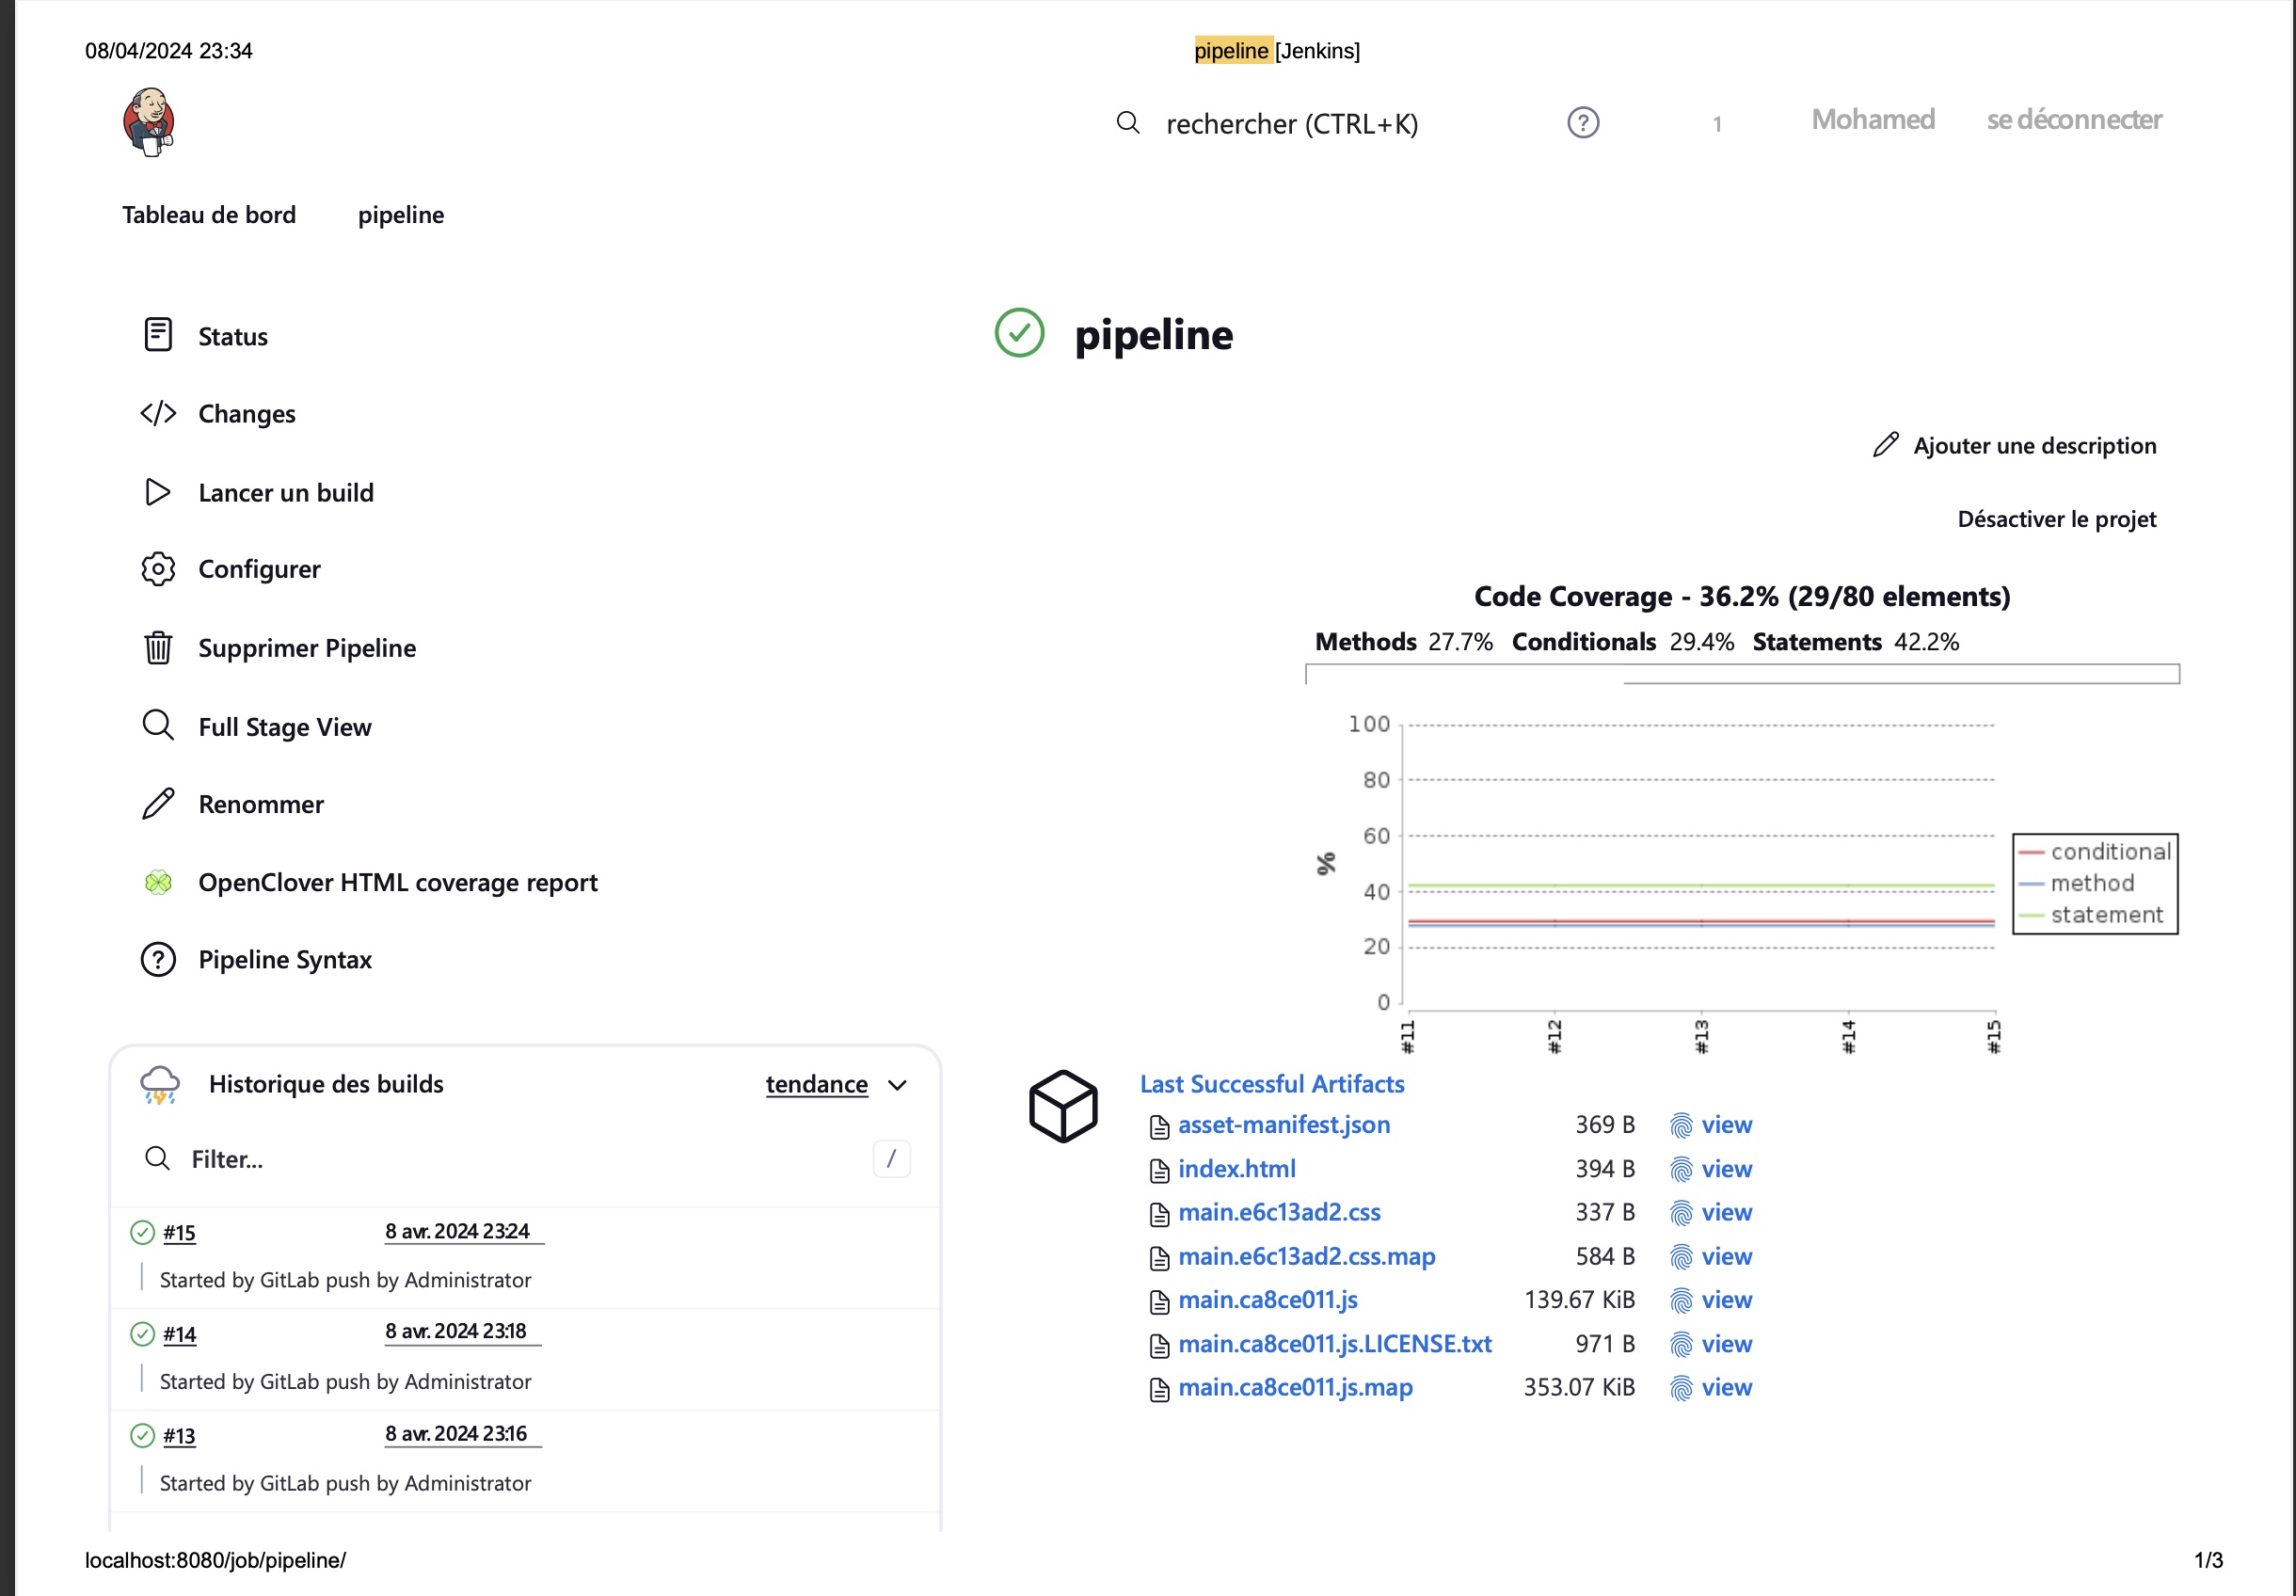 08/04/2024 23:34
pipeline [Jenkins]
rechercher (CTRL+K)
1
Mohamed
se déconnecter
Tableau de bord
pipeline
Status
Changes
Lancer un build
Configurer
Supprimer Pipeline
Full Stage View
Renommer
OpenClover HTML coverage report
Pipeline Syntax
Historique des builds
tendance
Filter...
/
#15
8 avr. 2024 23:24
Started by GitLab push by Administrator
#14
8 avr. 2024 23:18
Started by GitLab push by Administrator
#13
8 avr. 2024 23:16
Started by GitLab push by Administrator
pipeline
Ajouter une description
Désactiver le projet
Code Coverage - 36.2% (29/80 elements)
Methods 27.7% Conditionals 29.4% Statements 42.2%
100
80
60
40
20
0
%
#11
#12
#13
#14
#15
conditional
method
statement
Last Successful Artifacts
asset-manifest.json 369 B view
index.html 394 B view
main.e6c13ad2.css 337 B view
main.e6c13ad2.css.map 584 B view
main.ca8ce011.js 139.67 KiB view
main.ca8ce011.js.LICENSE.txt 971 B view
main.ca8ce011.js.map 353.07 KiB view
localhost:8080/job/pipeline/
1/3